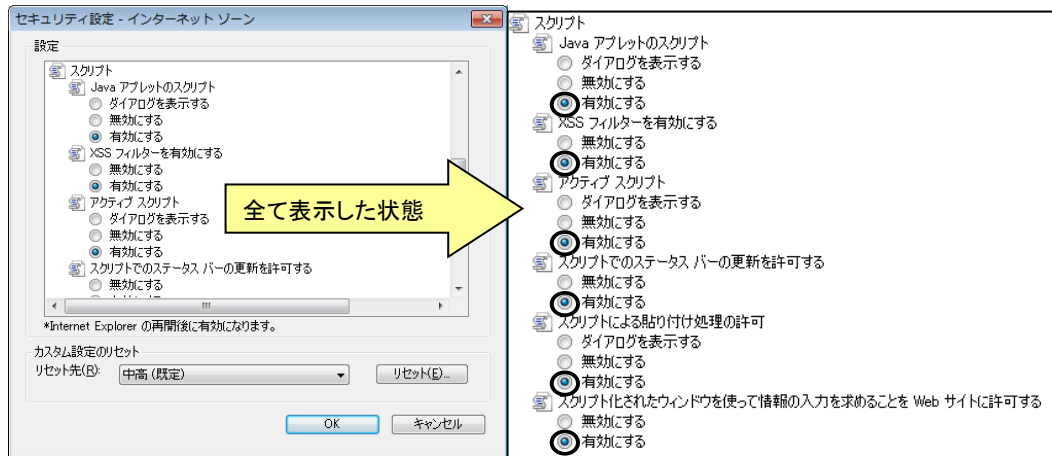 セキュリティ設定 - インターネット ゾーン
設定
スクリプト
Java アプレットのスクリプト
ダイアログを表示する
無効にする
有効にする
XSS フィルターを有効にする
無効にする
有効にする
アクティブ スクリプト
ダイアログを表示する
無効にする
有効にする
スクリプトでのステータス バーの更新を許可する
無効にする
*Internet Explorer の再開後に有効になります。
カスタム設定のリセット
リセット先(R):
中高 (既定)
リセット(E)...
OK
キャンセル
全て表示した状態
スクリプト
Java アプレットのスクリプト
ダイアログを表示する
無効にする
有効にする
XSS フィルターを有効にする
無効にする
有効にする
アクティブ スクリプト
ダイアログを表示する
無効にする
有効にする
スクリプトでのステータス バーの更新を許可する
無効にする
有効にする
スクリプトによる貼り付け処理の許可
ダイアログを表示する
無効にする
有効にする
スクリプト化されたウィンドウを使って情報の入力を求めることを Web サイトに許可する
無効にする
有効にする